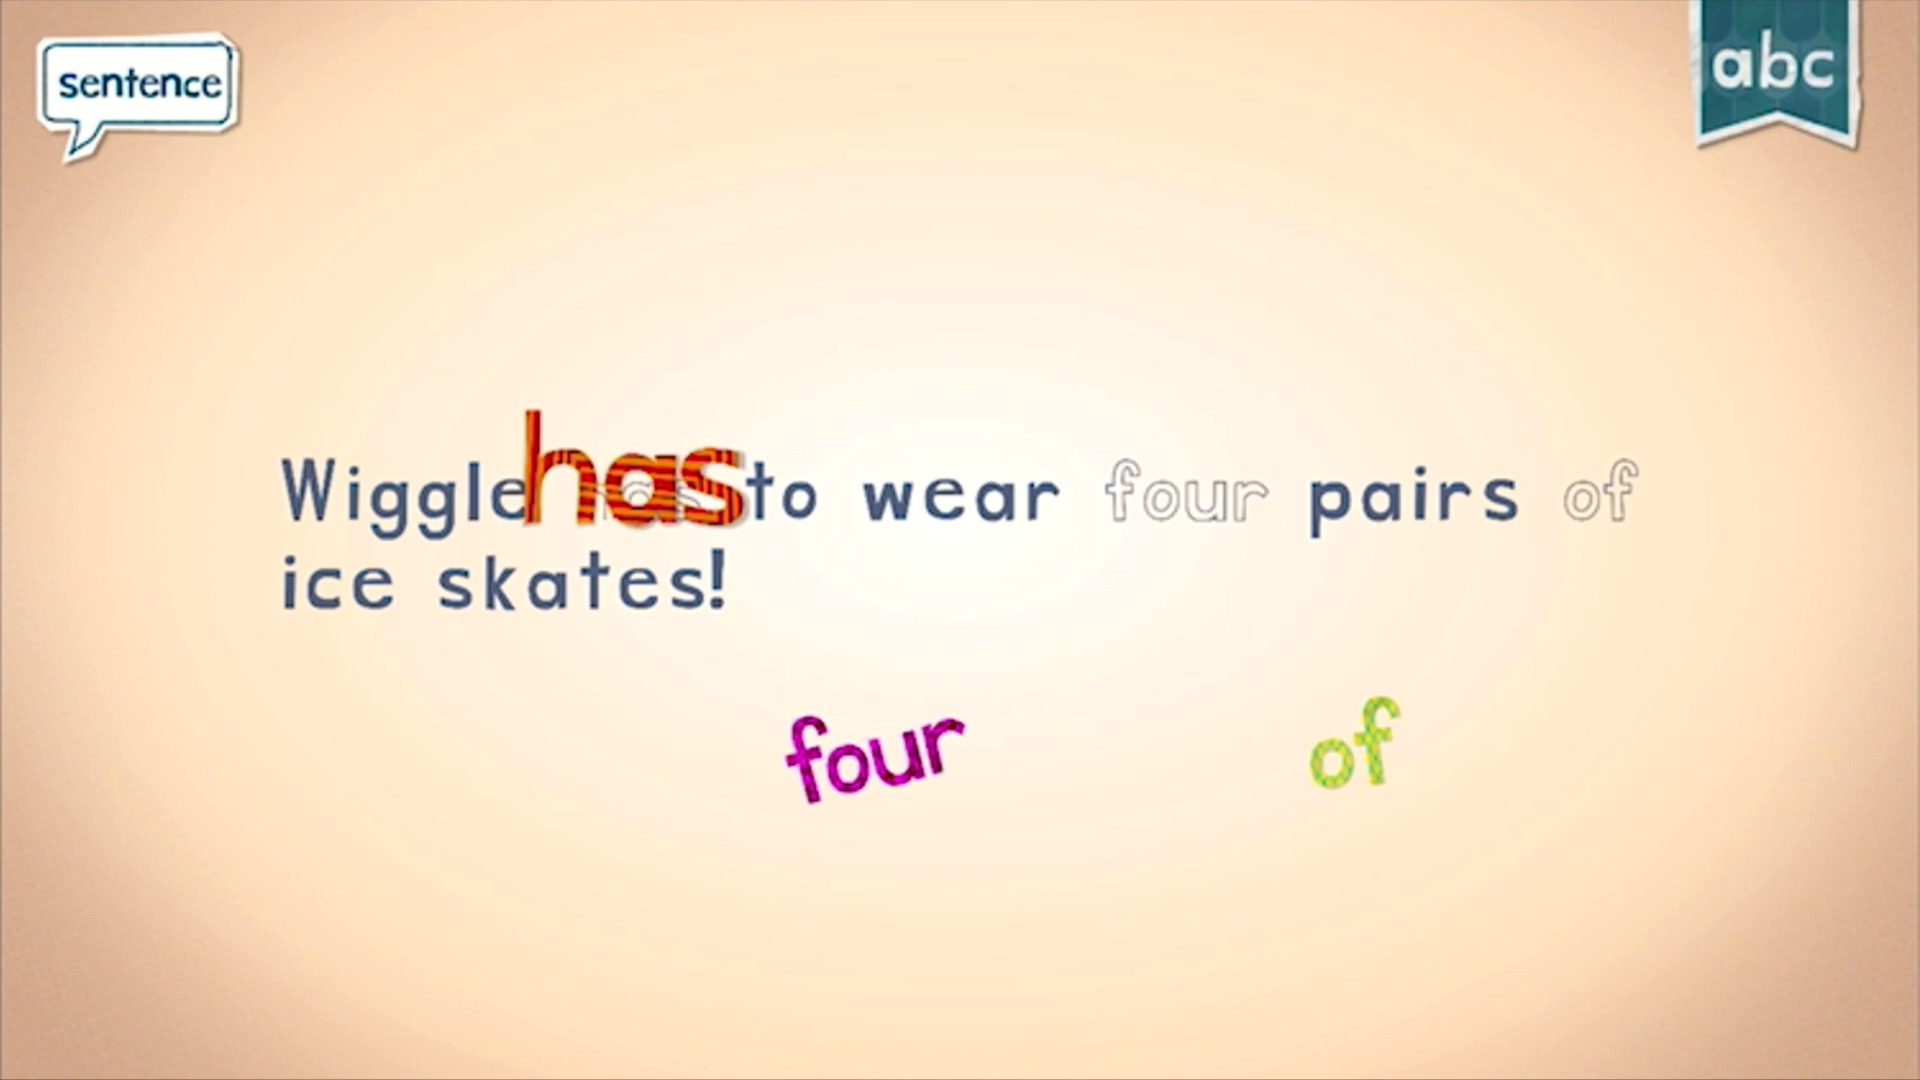 sentence
abc
Wiggle has to wear four pairs of
ice skates!
four
of